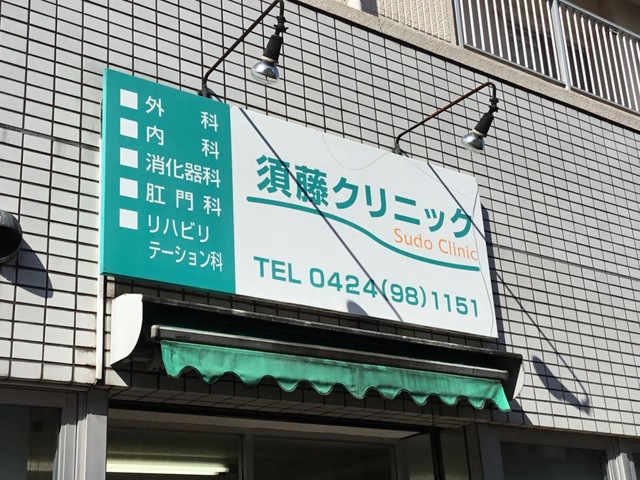 外科
内科
消化器科
肛門科
リハビリ
テーション科
須藤クリニック
Sudo Clinic
TEL 0424(98)1151